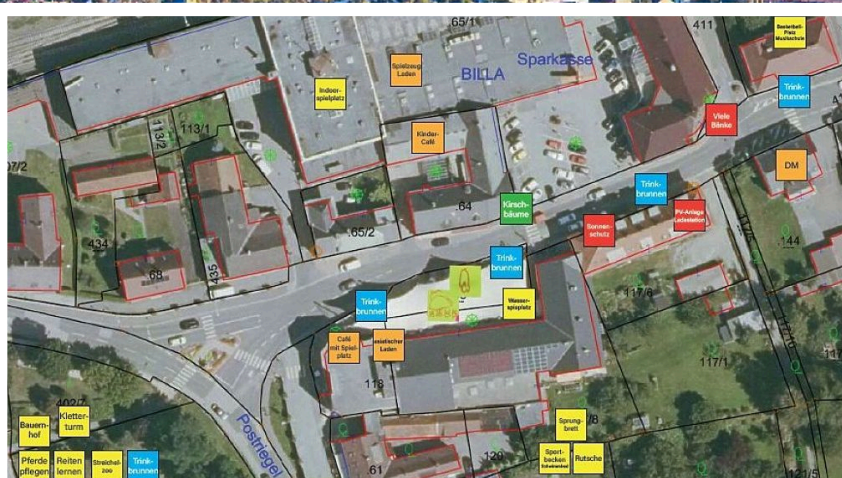 .65/1
411
Basketball-
Platz
Musikschule
Spielzeug
Laden
Sparkasse
BILLA
Indoor
spielplatz
Trink-
brunnen
113/1
113/2
Kinder-
Café
Viele
Bänke
DM
Trink-
brunnen
Kirsch-
bäume
PV-Anlage
Ladestation
.64
434
.65/2
Sonnen-
schutz
.144
.68
435
Trink-
brunnen
117/6
Trink-
brunnen
Wasser-
spielplatz
Café
mit Spiel-
platz
asiatischer
Laden
117/1
118
402/7
Bauern-
hof
Kletter-
turm
Postriegel
Sprung-
brett
Pferde
pflegen
Reiten
lernen
Streichel-
zoo
Trink-
brunnen
.61
120
Sport-
becken
Rutsche
121/5